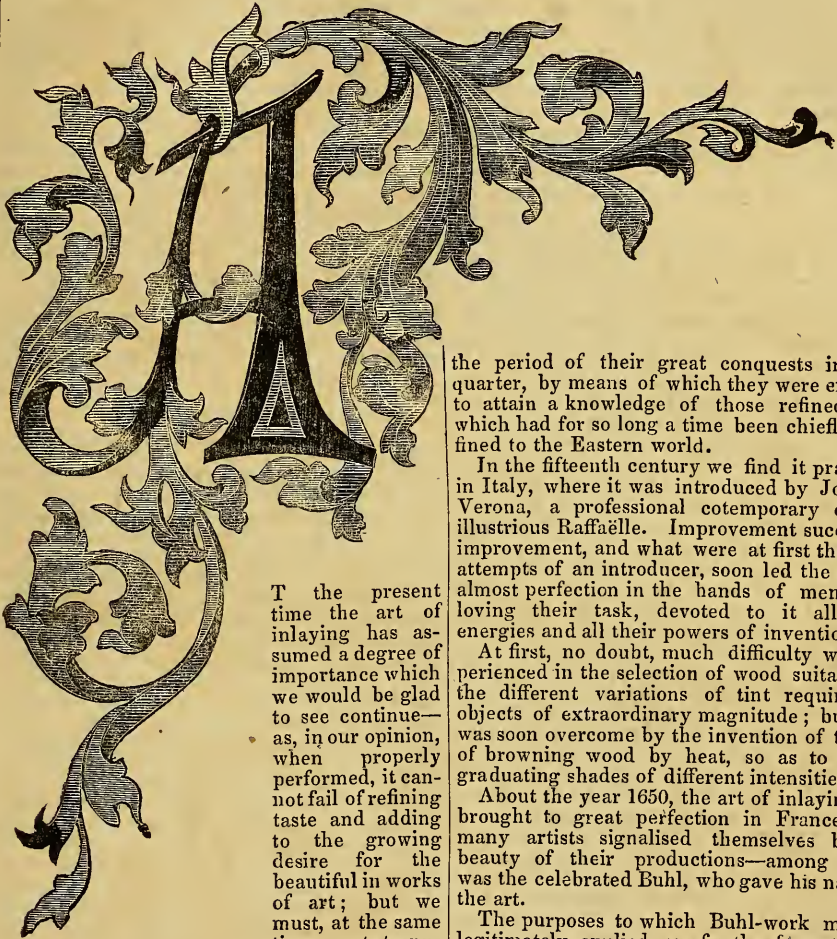 A
T the present
time the art of
inlaying has as-
sumed a degree of
importance which
we would be glad
to see continue—
as, in our opinion,
when properly
performed, it can-
not fail of refining
taste and adding
to the growing
desire for the
beautiful in works
of art; but we
must, at the same
the period of their great conquests i
quarter, by means of which they were e
to attain a knowledge of those refine
which had for so long a time been chiefl
fined to the Eastern world.
In the fifteenth century we find it pra
in Italy, where it was introduced by J
Verona, a professional cotemporary
illustrious Raffaëlle. Improvement suc
improvement, and what were at first th
attempts of an introducer, soon led the
almost perfection in the hands of men
loving their task, devoted to it all
energies and all their powers of inventio
At first, no doubt, much difficulty w
perienced in the selection of wood suita
the different variations of tint requi
objects of extraordinary magnitude; bu
was soon overcome by the invention of
of browning wood by heat, so as to
graduating shades of different intensitie
About the year 1650, the art of inlayin
brought to great perfection in France
many artists signalised themselves b
beauty of their productions—among
was the celebrated Buhl, who gave his n
the art.
The purposes to which Buhl-work m
legitimately applied